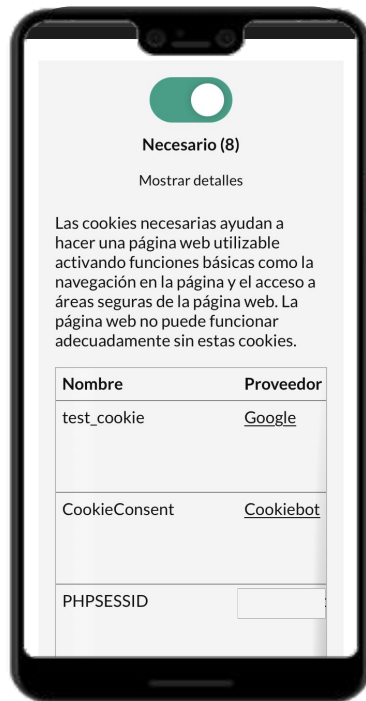 Necesario (8)
Mostrar detalles
Las cookies necesarias ayudan a
hacer una página web utilizable
activando funciones básicas como la
navegación en la página y el acceso a
áreas seguras de la página web. La
página web no puede funcionar
adecuadamente sin estas cookies.
Nombre Proveedor
test_cookie Google
CookieConsent Cookiebot
PHPSESSID